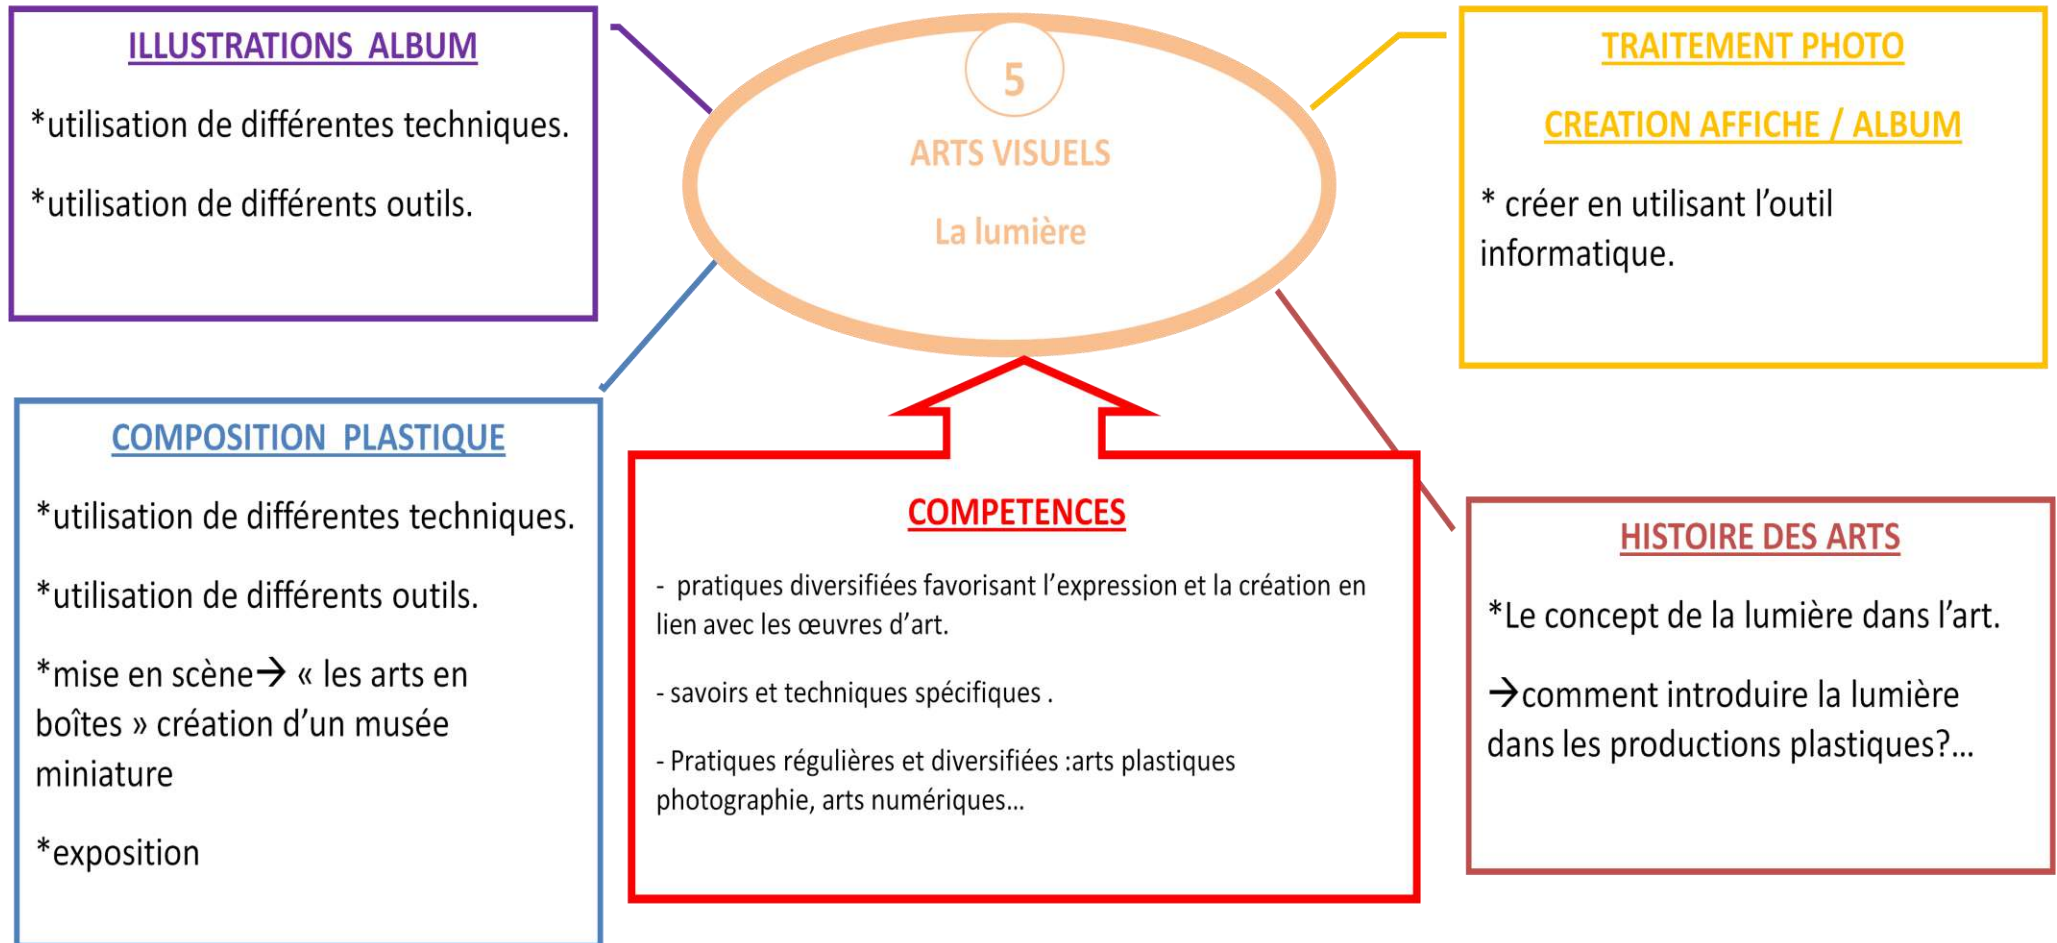 ILLUSTRATIONS ALBUM
*utilisation de différentes techniques.
*utilisation de différents outils.
5
ARTS VISUELS
La lumière
TRAITEMENT PHOTO
CREATION AFFICHE / ALBUM
* créer en utilisant l’outil
informatique.
COMPOSITION PLASTIQUE
*utilisation de différentes techniques.
*utilisation de différents outils.
*mise en scène→ « les arts en
boîtes » création d’un musée
miniature
*exposition
COMPETENCES
- pratiques diversifiées favorisant l’expression et la création en
lien avec les œuvres d’art.
- savoirs et techniques spécifiques .
- Pratiques régulières et diversifiées :arts plastiques
photographie, arts numériques…
HISTOIRE DES ARTS
*Le concept de la lumière dans l’art.
→comment introduire la lumière
dans les productions plastiques?...